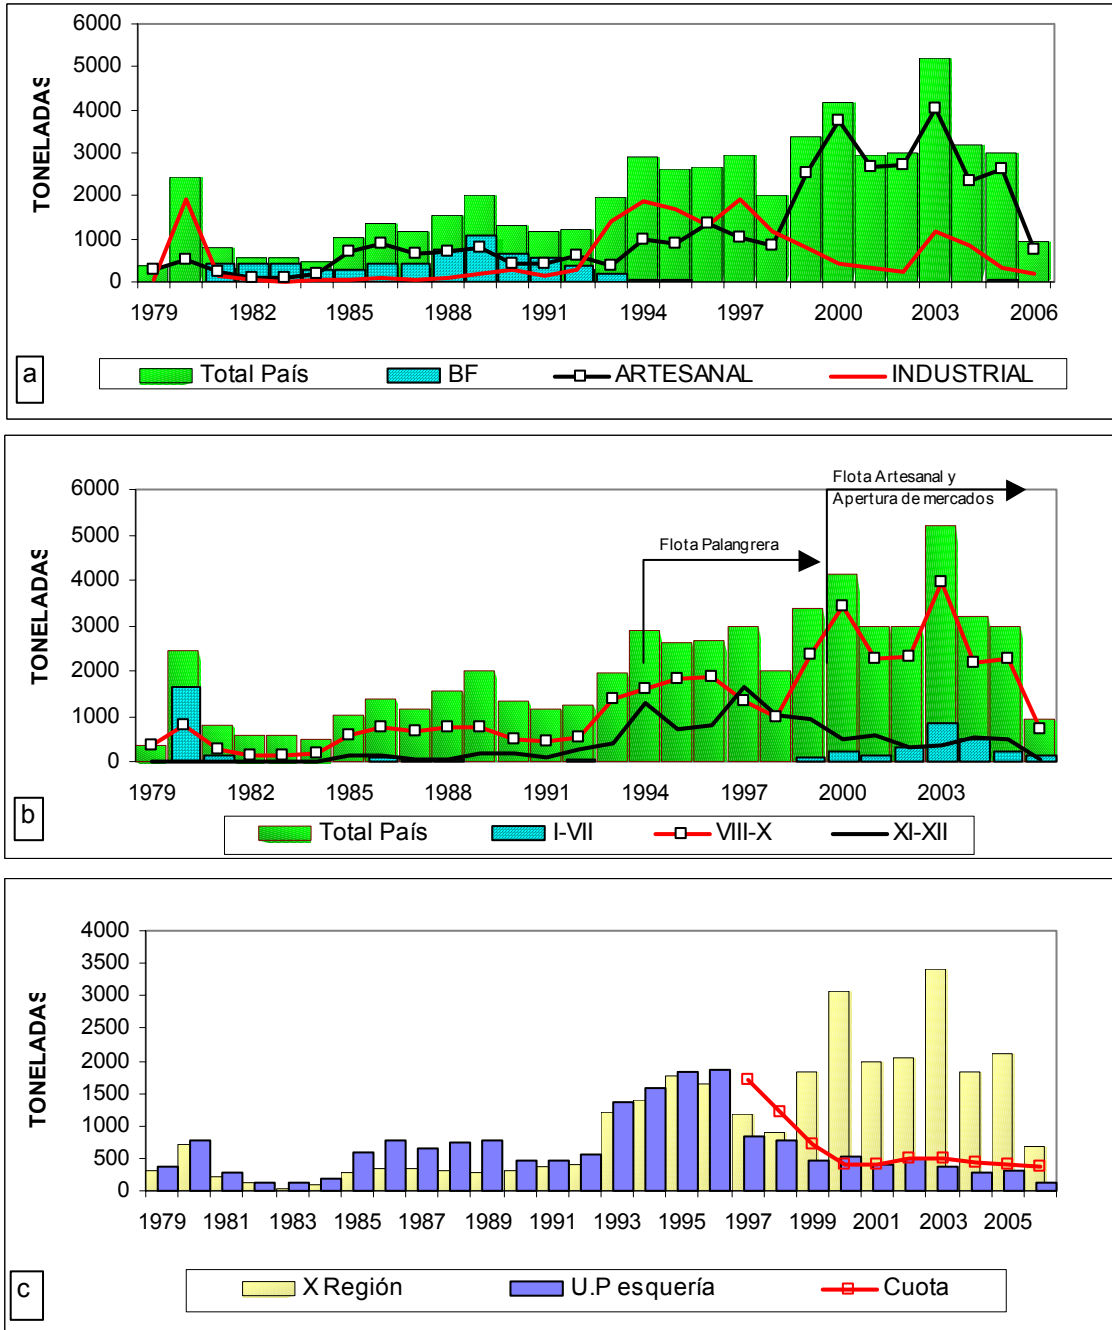 6000
5000
4000
3000
2000
1000
0
TONELADAS
1979 1982 1985 1988 1991 1994 1997 2000 2003 2006
a
Total País BF ARTESANAL INDUSTRIAL
Flota Artesanal y
Apertura de mercados
Flota Palangrera
6000
5000
4000
3000
2000
1000
0
TONELADAS
1979 1982 1985 1988 1991 1994 1997 2000 2003
b
Total País I-VII VIII-X XI-XII
4000
3500
3000
2500
2000
1500
1000
500
0
TONELADAS
1979 1981 1983 1985 1987 1989 1991 1993 1995 1997 1999 2001 2003 2005
c
X Región U.P esquería Cuota